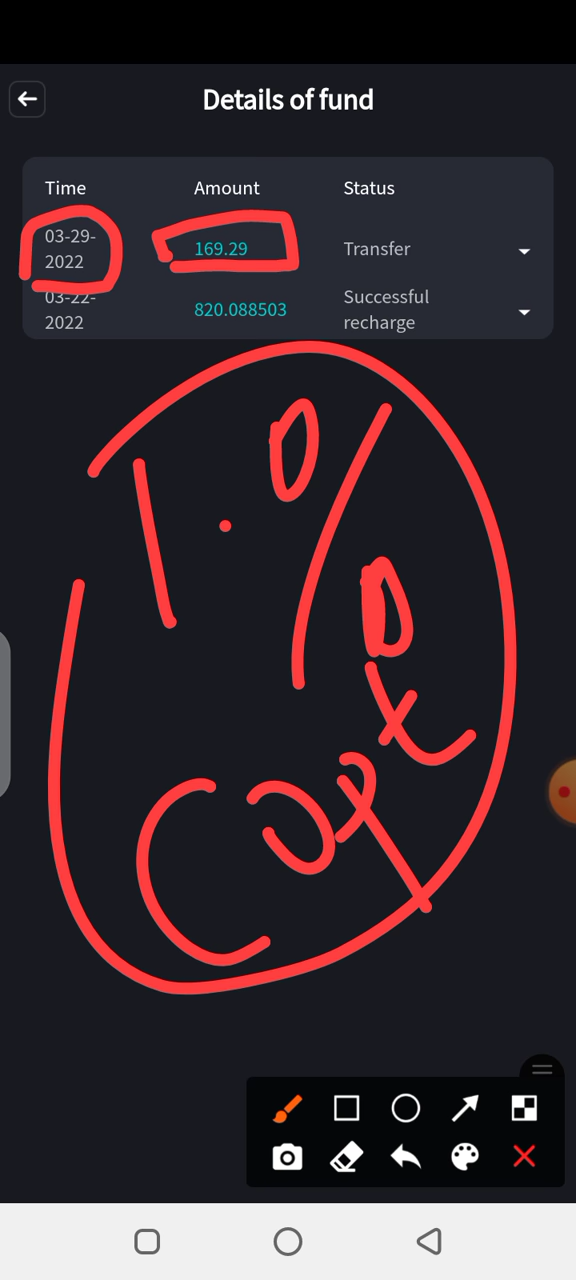 Details of fund
Time Amount Status
03-29-2022 169.29 Transfer
03-22-2022 820.088503 Successful recharge
1.0/0